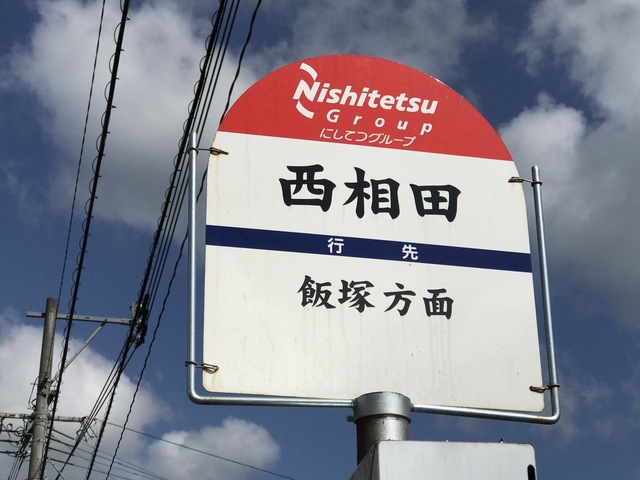 Nishitetsu
Group
にしてつグループ
西相田
行先
飯塚方面